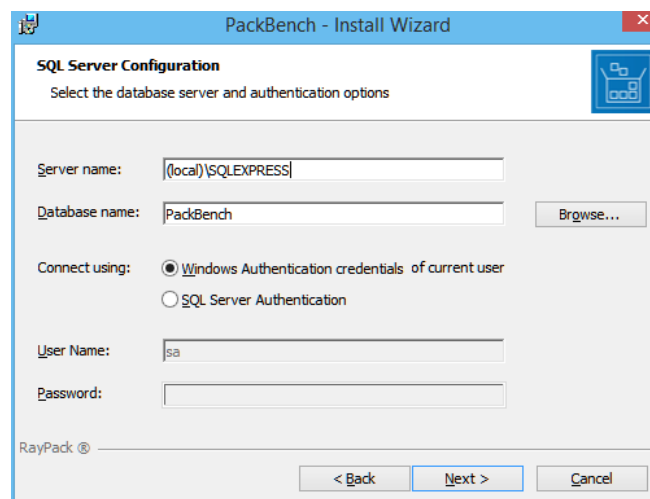 PackBench - Install Wizard
SQL Server Configuration
Select the database server and authentication options
Server name: (local)\SQLEXPRESS
Database name: PackBench Browse...
Connect using: Windows Authentication credentials of current user
SQL Server Authentication
User Name: sa
Password:
RayPack ®
< Back Next > Cancel